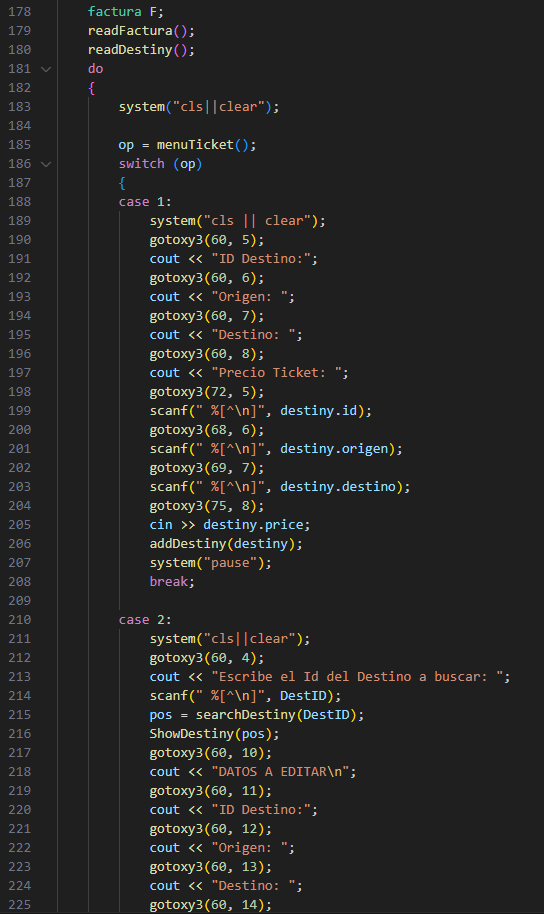 178 factura F;
179 readFactura();
180 readDestiny();
181 do
182 {
183 system("cls||clear");
184
185 op = menuTicket();
186 switch (op)
187 {
188 case 1:
189 system("cls || clear");
190 gotoxy3(60, 5);
191 cout << "ID Destino:";
192 gotoxy3(60, 6);
193 cout << "Origen: ";
194 gotoxy3(60, 7);
195 cout << "Destino: ";
196 gotoxy3(60, 8);
197 cout << "Precio Ticket: ";
198 gotoxy3(72, 5);
199 scanf(" %[^\n]", destiny.id);
200 gotoxy3(68, 6);
201 scanf(" %[^\n]", destiny.origen);
202 gotoxy3(69, 7);
203 scanf(" %[^\n]", destiny.destino);
204 gotoxy3(75, 8);
205 cin >> destiny.price;
206 addDestiny(destiny);
207 system("pause");
208 break;
209
210 case 2:
211 system("cls||clear");
212 gotoxy3(60, 4);
213 cout << "Escribe el Id del Destino a buscar: ";
214 scanf(" %[^\n]", DestID);
215 pos = searchDestiny(DestID);
216 ShowDestiny(pos);
217 gotoxy3(60, 10);
218 cout << "DATOS A EDITAR\n";
219 gotoxy3(60, 11);
220 cout << "ID Destino:";
221 gotoxy3(60, 12);
222 cout << "Origen: ";
223 gotoxy3(60, 13);
224 cout << "Destino: ";
225 gotoxy3(60, 14);